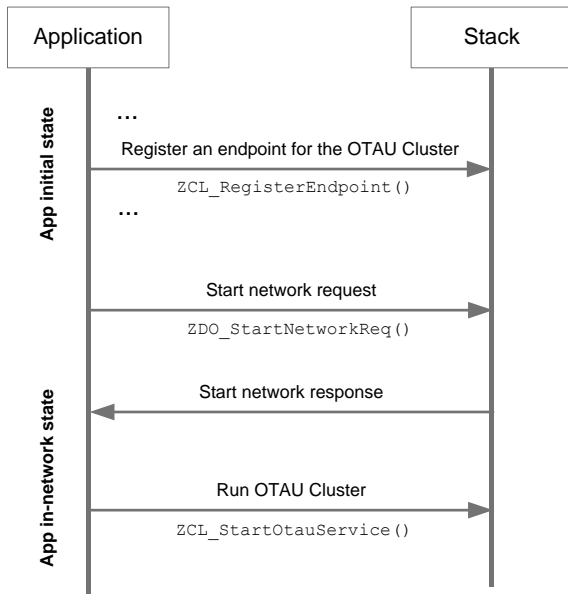 Application
Stack
App initial state
...
Register an endpoint for the OTAU Cluster
ZCL_RegisterEndpoint()
...
Start network request
ZDO_StartNetworkReq()
App in-network state
Start network response
Run OTAU Cluster
ZCL_StartOtauService()